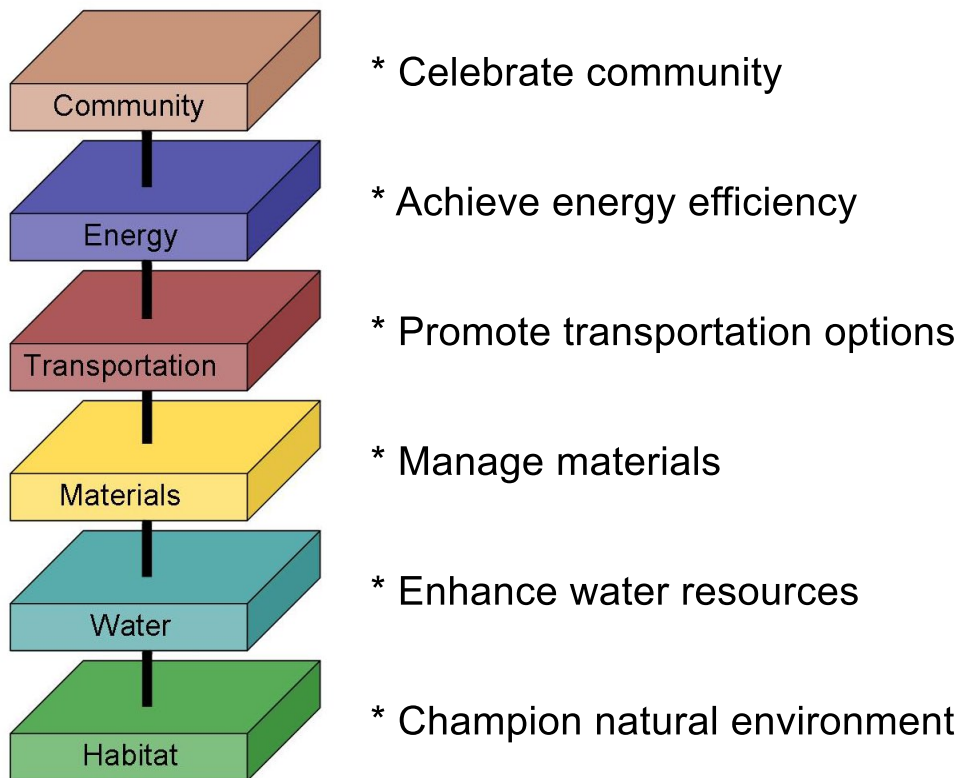 Community
* Celebrate community
Energy
* Achieve energy efficiency
Transportation
* Promote transportation options
Materials
* Manage materials
Water
* Enhance water resources
Habitat
* Champion natural environment